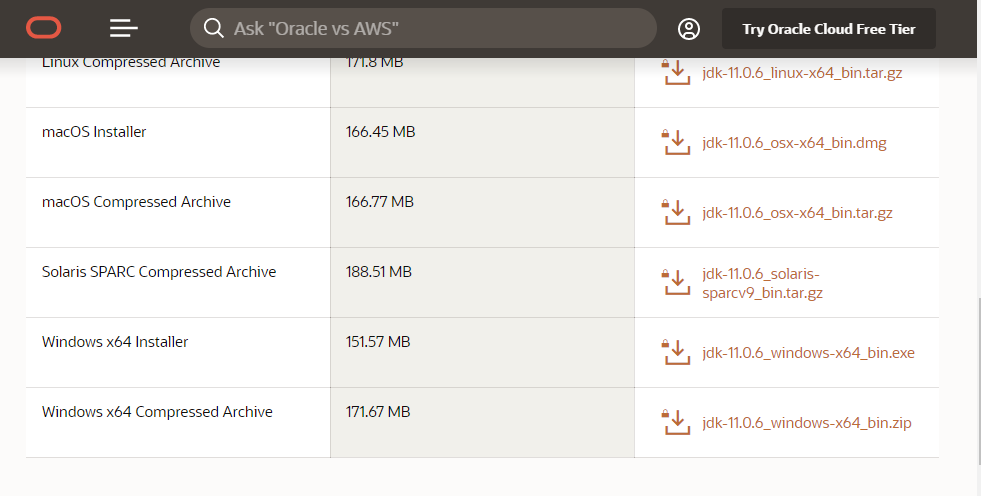 Ask "Oracle vs AWS"
Try Oracle Cloud Free Tier
Linux Compressed Archive
171.8 MB
jdk-11.0.6_linux-x64_bin.tar.gz
macOS Installer
166.45 MB
jdk-11.0.6_osx-x64_bin.dmg
macOS Compressed Archive
166.77 MB
jdk-11.0.6_osx-x64_bin.tar.gz
Solaris SPARC Compressed Archive
188.51 MB
jdk-11.0.6_solaris-
sparcv9_bin.tar.gz
Windows x64 Installer
151.57 MB
jdk-11.0.6_windows-x64_bin.exe
Windows x64 Compressed Archive
171.67 MB
jdk-11.0.6_windows-x64_bin.zip